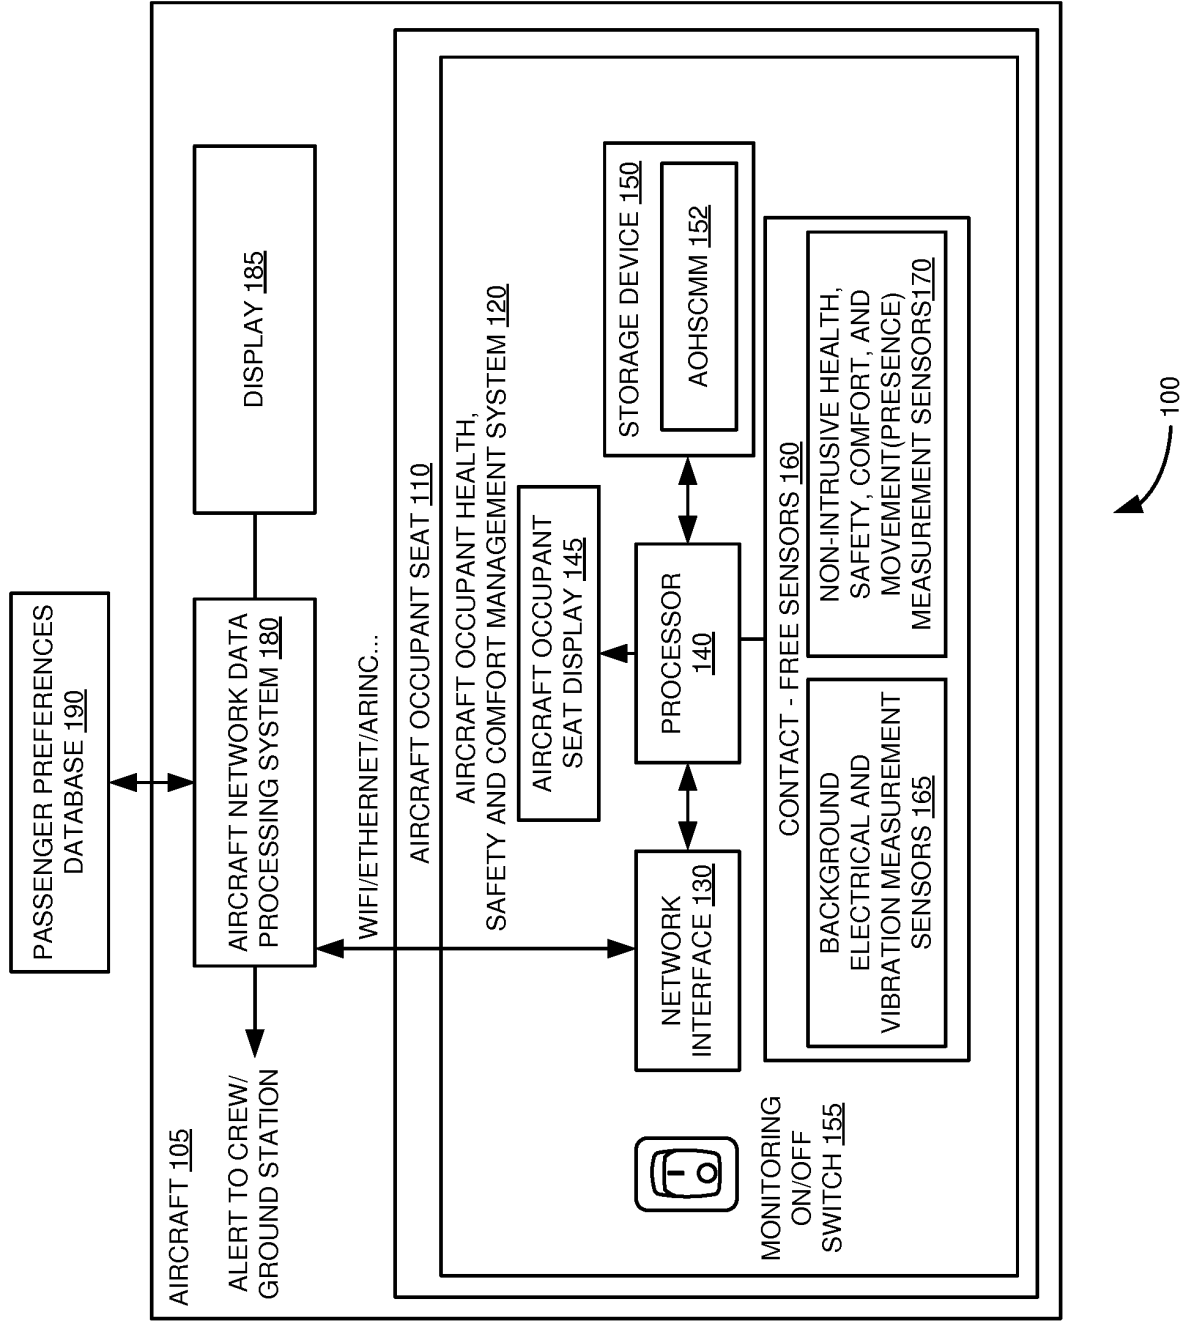 PASSENGER PREFERENCES
DATABASE 190
AIRCRAFT 105
ALERT TO CREW/
GROUND STATION
AIRCRAFT NETWORK DATA
PROCESSING SYSTEM 180
DISPLAY 185
WIFI/ETHERNET/ARINC...
AIRCRAFT OCCUPANT SEAT 110
AIRCRAFT OCCUPANT HEALTH,
SAFETY AND COMFORT MANAGEMENT SYSTEM 120
AIRCRAFT OCCUPANT
SEAT DISPLAY 145
MONITORING
ON/OFF
SWITCH 155
NETWORK
INTERFACE 130
PROCESSOR
140
STORAGE DEVICE 150
AOHSCMM 152
CONTACT - FREE SENSORS 160
BACKGROUND
ELECTRICAL AND
VIBRATION MEASUREMENT
SENSORS 165
NON-INTRUSIVE HEALTH,
SAFETY, COMFORT, AND
MOVEMENT(PRESENCE)
MEASUREMENT SENSORS170
100